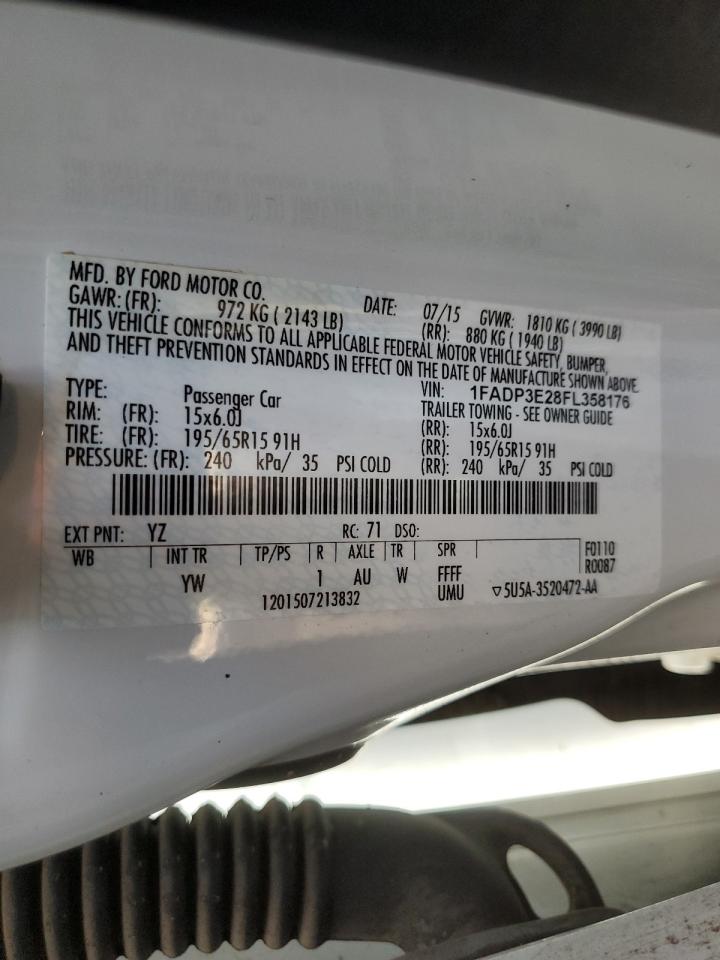 MFD. BY FORD MOTOR CO. DATE: 07/15 GVWR: 1810 KG ( 3990 LB)
GAWR: (FR): 972 KG ( 2143 LB) (RR): 880 KG ( 1940 LB)
THIS VEHICLE CONFORMS TO ALL APPLICABLE FEDERAL MOTOR VEHICLE SAFETY, BUMPER,
AND THEFT PREVENTION STANDARDS IN EFFECT ON THE DATE OF MANUFACTURE SHOWN ABOVE.
VIN: 1FADP3E28FL358176
TYPE: Passenger Car TRAILER TOWING - SEE OWNER GUIDE
RIM: (FR): 15x6.0J (RR): 15x6.0J
TIRE: (FR): 195/65R15 91H (RR): 195/65R15 91H
PRESSURE: (FR): 240 kPa/ 35 PSI COLD (RR): 240 kPa/ 35 PSI COLD
EXT PNT: YZ RC: 71 DSO:
WB INT TR TP/PS R AXLE TR SPR F0110
R0087
YW 1 AU W FFFF
1201507213832 UMU ▽5U5A-3520472-AA